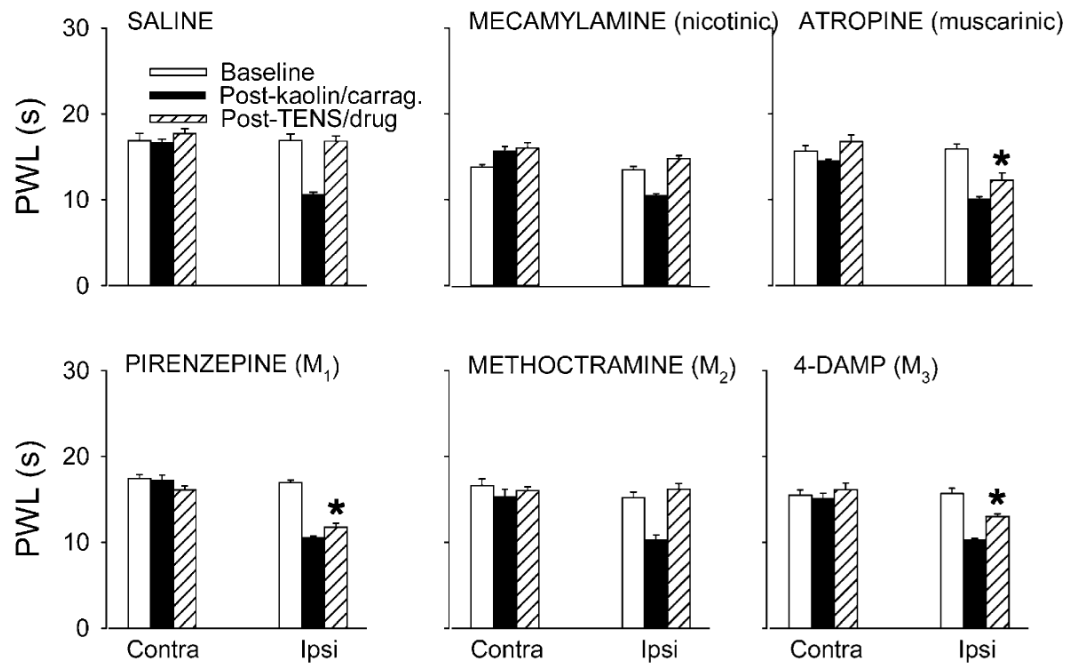 SALINE
MECAMYLAMINE (nicotinic)
ATROPINE (muscarinic)
Baseline
Post-kaolin/carrag.
Post-TENS/drug
PWL (s)
30
20
10
0
*
PIRENZEPINE (M₁)
METHOCTRAMINE (M₂)
4-DAMP (M₃)
PWL (s)
30
20
10
0
*
*
Contra Ipsi
Contra Ipsi
Contra Ipsi